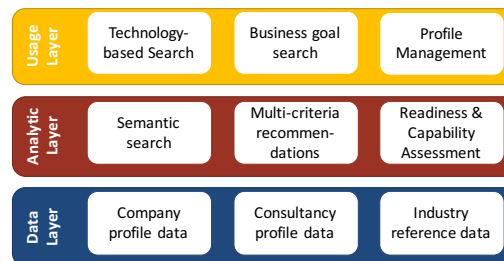 Usage
Layer
Technology-
based Search
Business goal
search
Profile
Management
Analytic
Layer
Semantic
search
Multi-criteria
recommen-
dations
Readiness &
Capability
Assessment
Data
Layer
Company
profile data
Consultancy
profile data
Industry
reference data